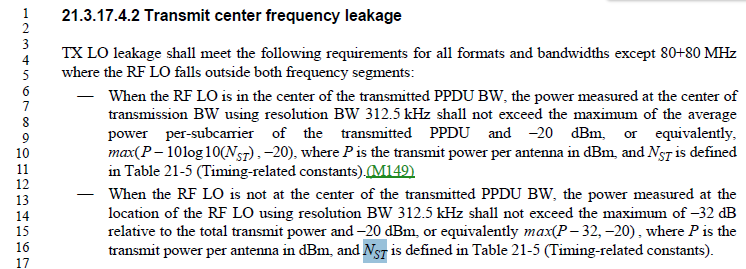 1
2
3
4
5
6
7
8
9
10
11
12
13
14
15
16
17
21.3.17.4.2 Transmit center frequency leakage
TX LO leakage shall meet the following requirements for all formats and bandwidths except 80+80 MHz
where the RF LO falls outside both frequency segments:
— When the RF LO is in the center of the transmitted PPDU BW, the power measured at the center of
transmission BW using resolution BW 312.5 kHz shall not exceed the maximum of the average
power per-subcarrier of the transmitted PPDU and –20 dBm, or equivalently,
max(P – 10log10(N_ST), –20), where P is the transmit power per antenna in dBm, and N_ST is defined
in Table 21-5 (Timing-related constants).(M149)
— When the RF LO is not at the center of the transmitted PPDU BW, the power measured at the
location of the RF LO using resolution BW 312.5 kHz shall not exceed the maximum of –32 dB
relative to the total transmit power and –20 dBm, or equivalently max(P – 32, –20), where P is the
transmit power per antenna in dBm, and N_ST is defined in Table 21-5 (Timing-related constants).